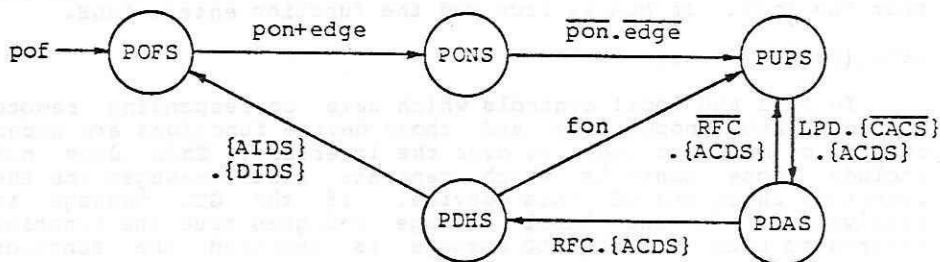 pof
POFS
pon+edge
PONS
pon.edge
PUPS
{AIDS}
.{DIDS}
fon
RFC
.{ACDS}
LPD.{CACS}
.{ACDS}
PDHS
RFC.{ACDS}
PDAS